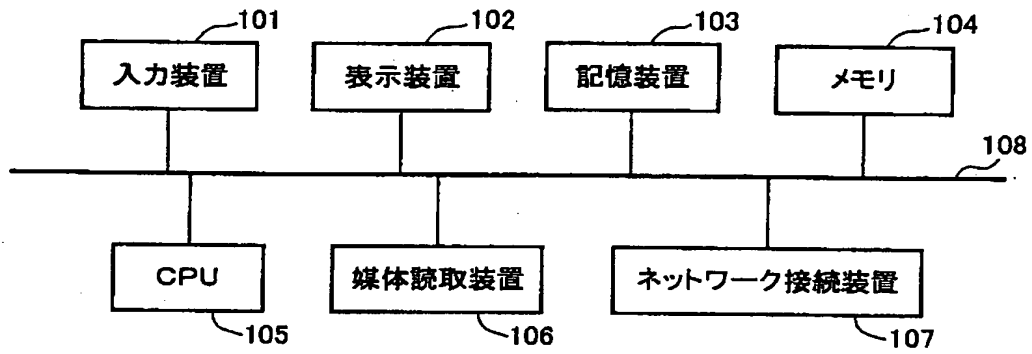 101
102
103
104
入力装置
表示装置
記憶装置
メモリ
108
CPU
媒体読取装置
ネットワーク接続装置
105
106
107